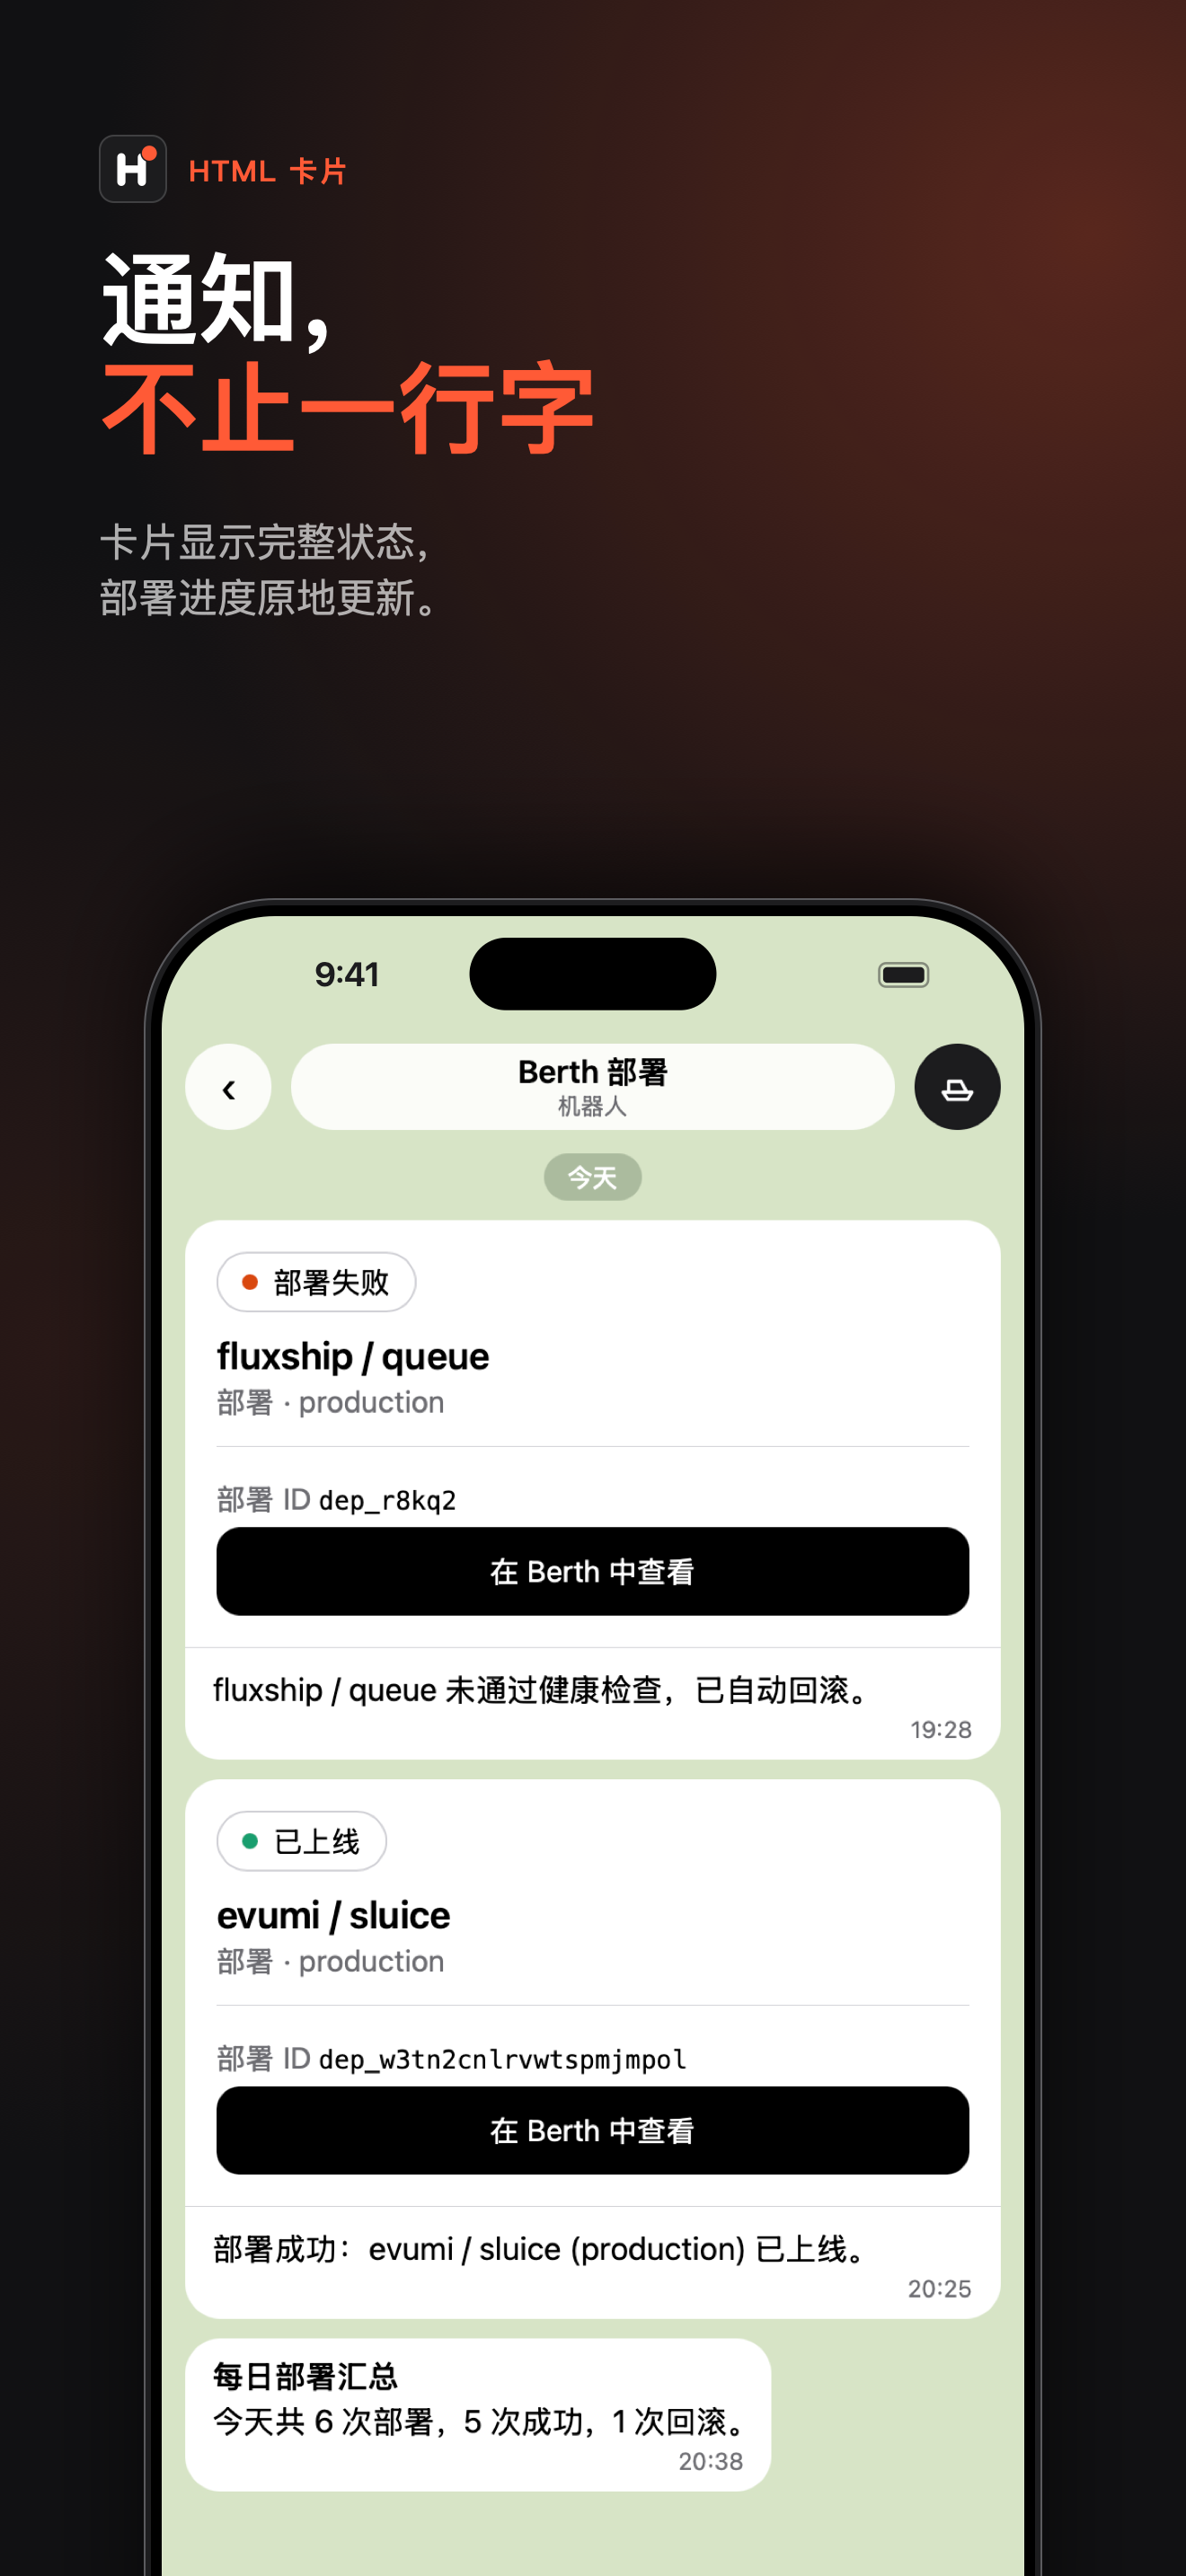 H
HTML 卡片
通知，
不止一行字
卡片显示完整状态，
部署进度原地更新。
9:41
Berth 部署
机器人
今天
部署失败
fluxship / queue
部署 · production
部署 ID dep_r8kq2
在 Berth 中查看
fluxship / queue 未通过健康检查，已自动回滚。
19:28
已上线
evumi / sluice
部署 · production
部署 ID dep_w3tn2cnlrvwtspmjmpol
在 Berth 中查看
部署成功：evumi / sluice (production) 已上线。
20:25
每日部署汇总
今天共 6 次部署，5 次成功，1 次回滚。
20:38